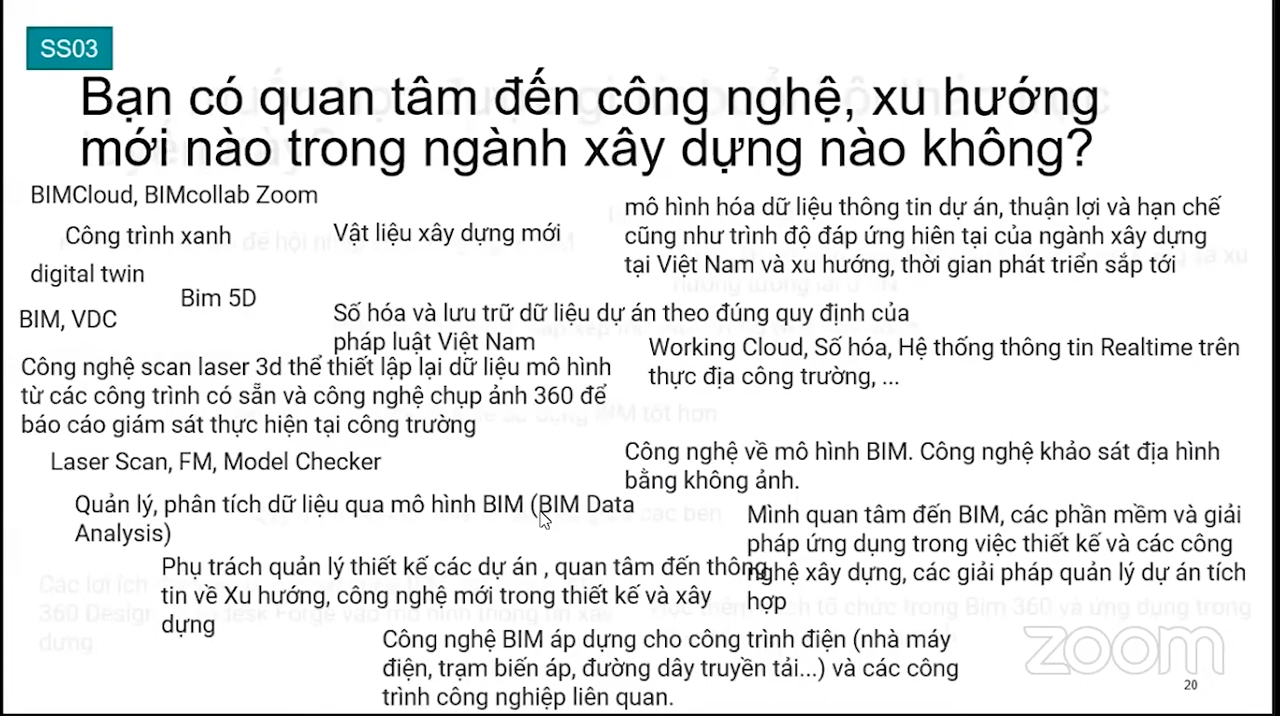 SS03
Bạn có quan tâm đến công nghệ, xu hướng
mới nào trong ngành xây dựng nào không?
BIMCloud, BIMcollab Zoom
Công trình xanh
Vật liệu xây dựng mới
digital twin
Bim 5D
BIM, VDC
mô hình hóa dữ liệu thông tin dự án, thuận lợi và hạn chế
cũng như trình độ đáp ứng hiện tại của ngành xây dựng
tại Việt Nam và xu hướng, thời gian phát triển sắp tới
Số hóa và lưu trữ dữ liệu dự án theo đúng quy định của
pháp luật Việt Nam
Working Cloud, Số hóa, Hệ thống thông tin Realtime trên
thực địa công trường, ...
Công nghệ scan laser 3d thể thiết lập lại dữ liệu mô hình
từ các công trình có sẵn và công nghệ chụp ảnh 360 để
báo cáo giám sát thực hiện tại công trường
Laser Scan, FM, Model Checker
Công nghệ về mô hình BIM. Công nghệ khảo sát địa hình
bằng không ảnh.
Quản lý, phân tích dữ liệu qua mô hình BIM (BIM Data
Analysis)
Mình quan tâm đến BIM, các phần mềm và giải
pháp ứng dụng trong việc thiết kế và các công
nghệ xây dựng, các giải pháp quản lý dự án tích
hợp
Phụ trách quản lý thiết kế các dự án , quan tâm đến thông
tin về Xu hướng, công nghệ mới trong thiết kế và xây
dựng
Công nghệ BIM áp dụng cho công trình điện (nhà máy
điện, trạm biến áp, đường dây truyền tải...) và các công
trình công nghiệp liên quan.
zoom
20